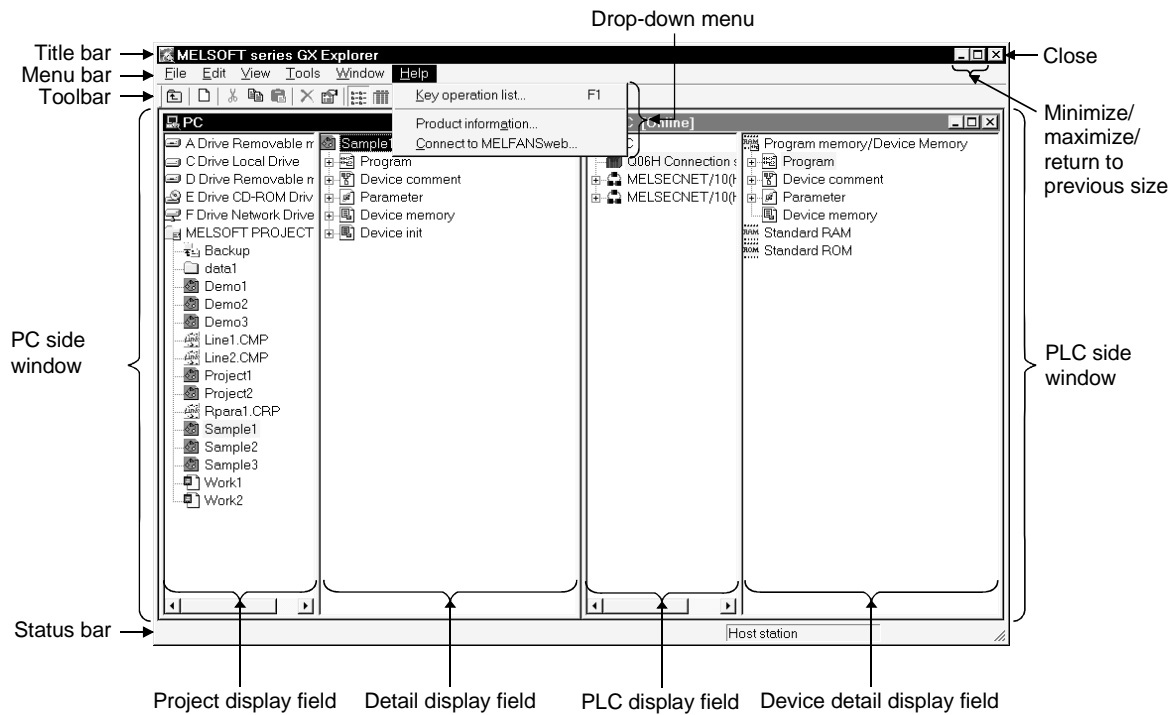 Drop-down menu
Title bar
MELSOFT series GX Explorer
Close
Menu bar
File Edit View Tools Window Help
Toolbar
Key operation list... F1
Product information...
Connect to MELFANSweb...
Minimize/
maximize/
return to
previous size
PC side
window
PC
A Drive Removable
C Drive Local Drive
D Drive Removable
E Drive CD-ROM Driv
F Drive Network Drive
MELSOFT PROJECT
Backup
data1
Demo1
Demo2
Demo3
Line1.CMP
Line2.CMP
Project1
Project2
Rpara1.CRP
Sample1
Sample2
Sample3
Work1
Work2
Sample1
Program
Device comment
Parameter
Device memory
Device init
[Online]
Q06H Connection
MELSECNET/10(
MELSECNET/10(
Program memory/Device Memory
Program
Device comment
Parameter
Device memory
Standard RAM
Standard ROM
PLC side
window
Status bar
Host station
Project display field
Detail display field
PLC display field
Device detail display field